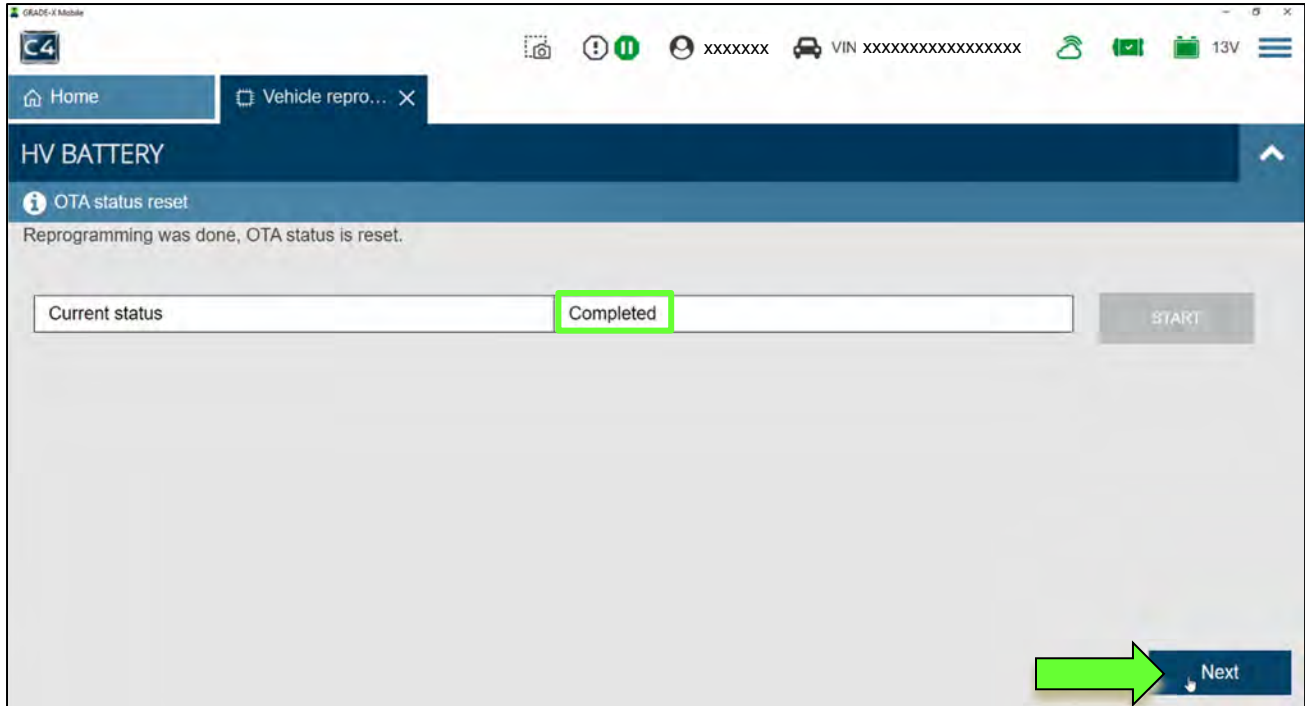 GRADE-X Mobile
C4
xxxxxxx
VIN xxxxxxxxxxxxxxxxx
13V
Home
Vehicle repro...
HV BATTERY
OTA status reset
Reprogramming was done, OTA status is reset.
Current status Completed START
Next